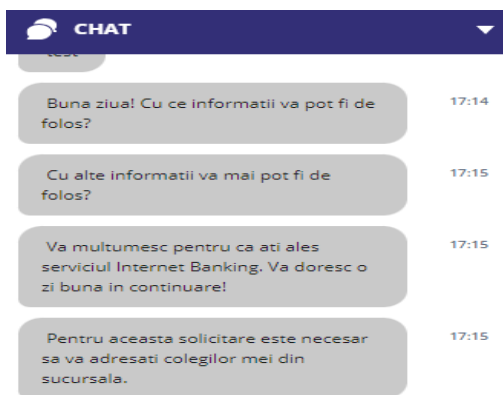 CHAT
test
Buna ziua! Cu ce informatii va pot fi de
folos?
17:14
Cu alte informatii va mai pot fi de
folos?
17:15
Va multumesc pentru ca ati ales
serviciul Internet Banking. Va doresc o
zi buna in continuare!
17:15
Pentru aceasta solicitare este necesar
sa va adresati colegilor mei din
sucursala.
17:15